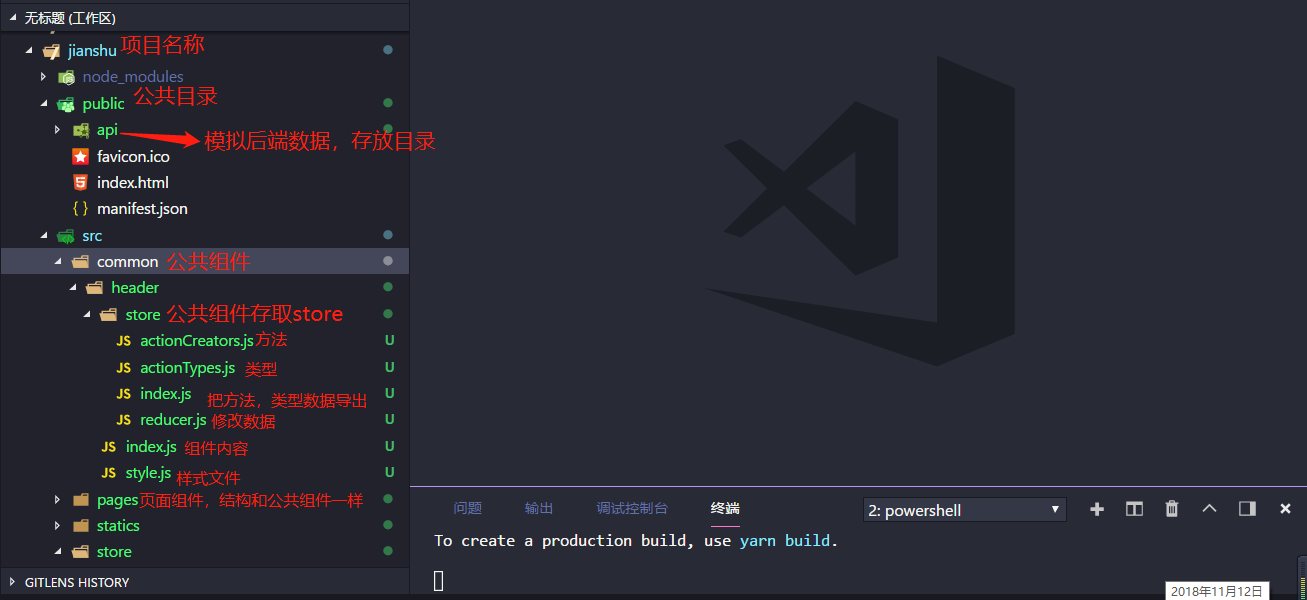 无标题 (工作区)
jianshu 项目名称
node_modules
public 公共目录
api 模拟后端数据，存放目录
favicon.ico
index.html
{ } manifest.json
src
common 公共组件
header
store 公共组件存取store
JS actionCreators.js 方法 U
JS actionTypes.js 类型 U
JS index.js 把方法，类型数据导出 U
JS reducer.js 修改数据 U
JS index.js 组件内容 U
JS style.js 样式文件 U
pages 页面组件，结构和公共组件一样
statics
store
GITLENS HISTORY
问题 输出 调试控制台 终端 2: powershell
To create a production build, use yarn build.
2018年11月12日